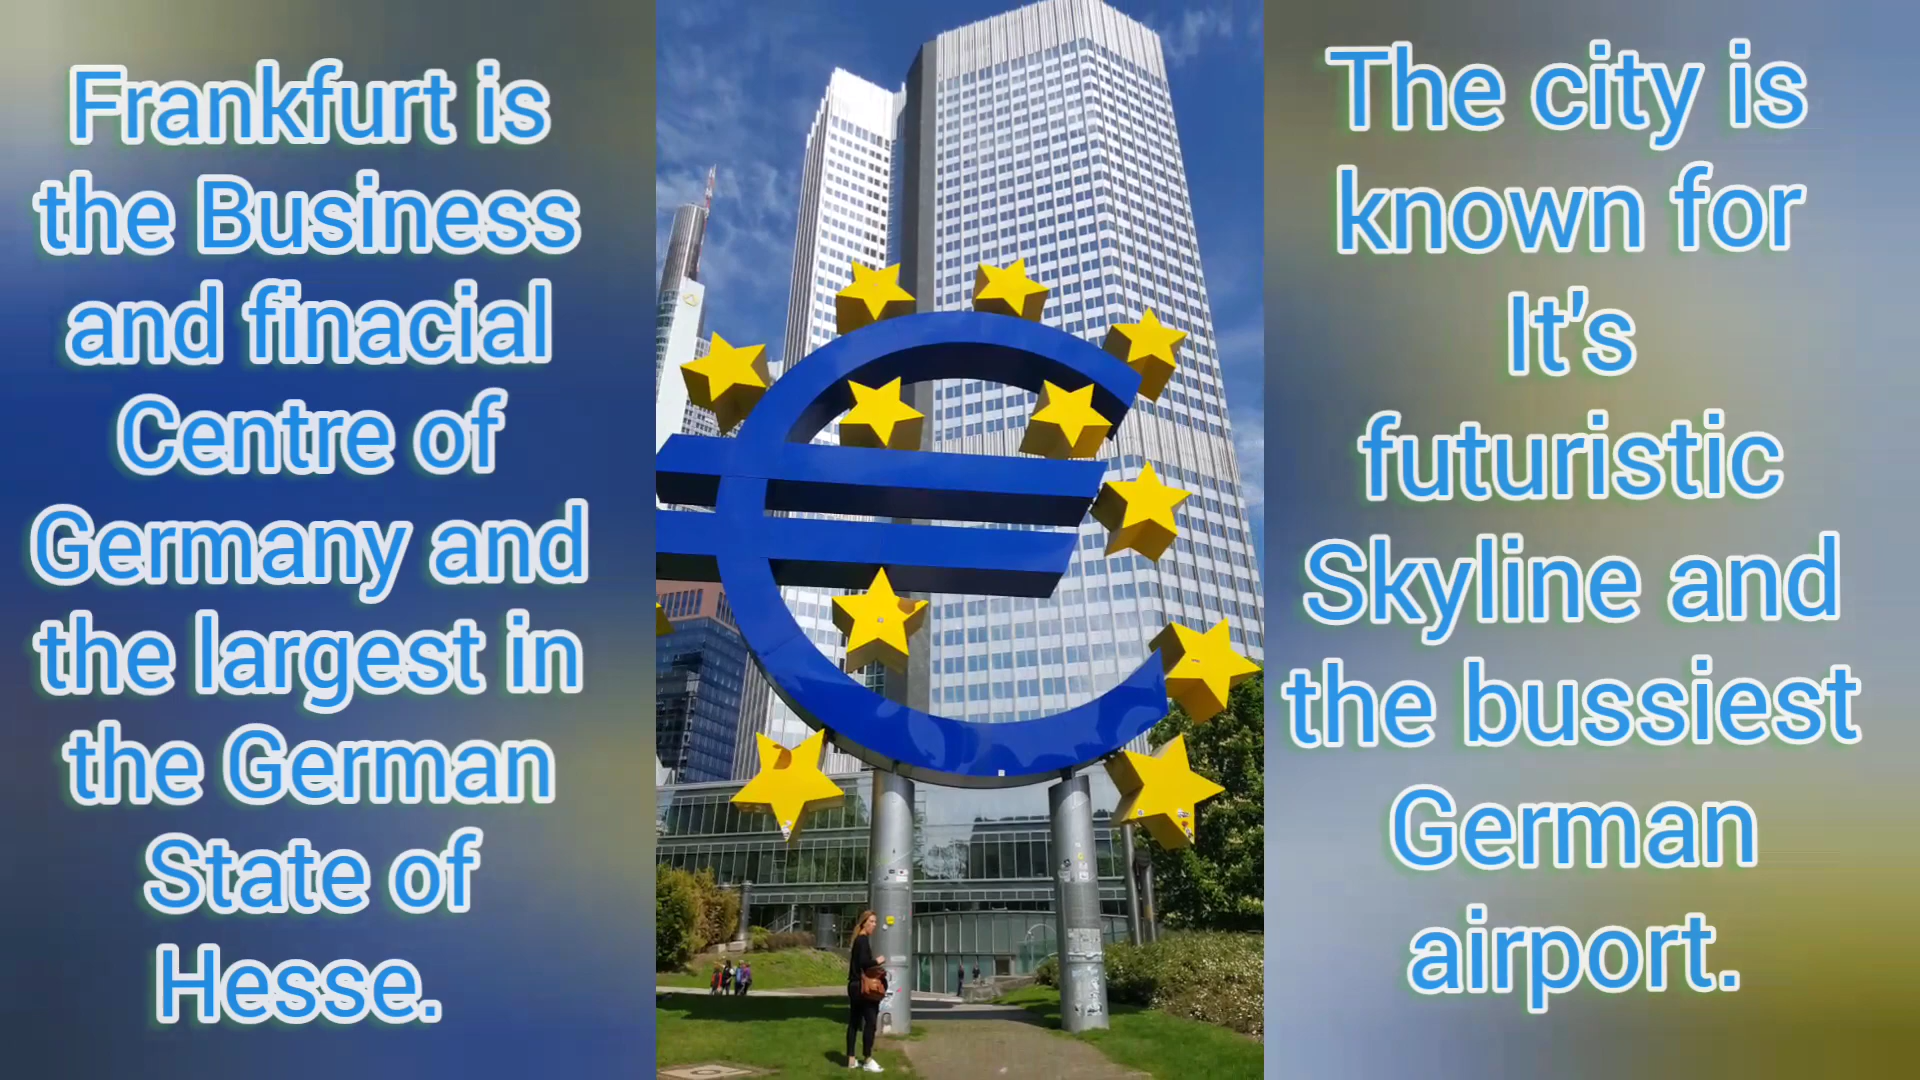 Frankfurt is
the Business
and finacial
Centre of
Germany and
the largest in
the German
State of
Hesse.
The city is
known for
It's
futuristic
Skyline and
the bussiest
German
airport.